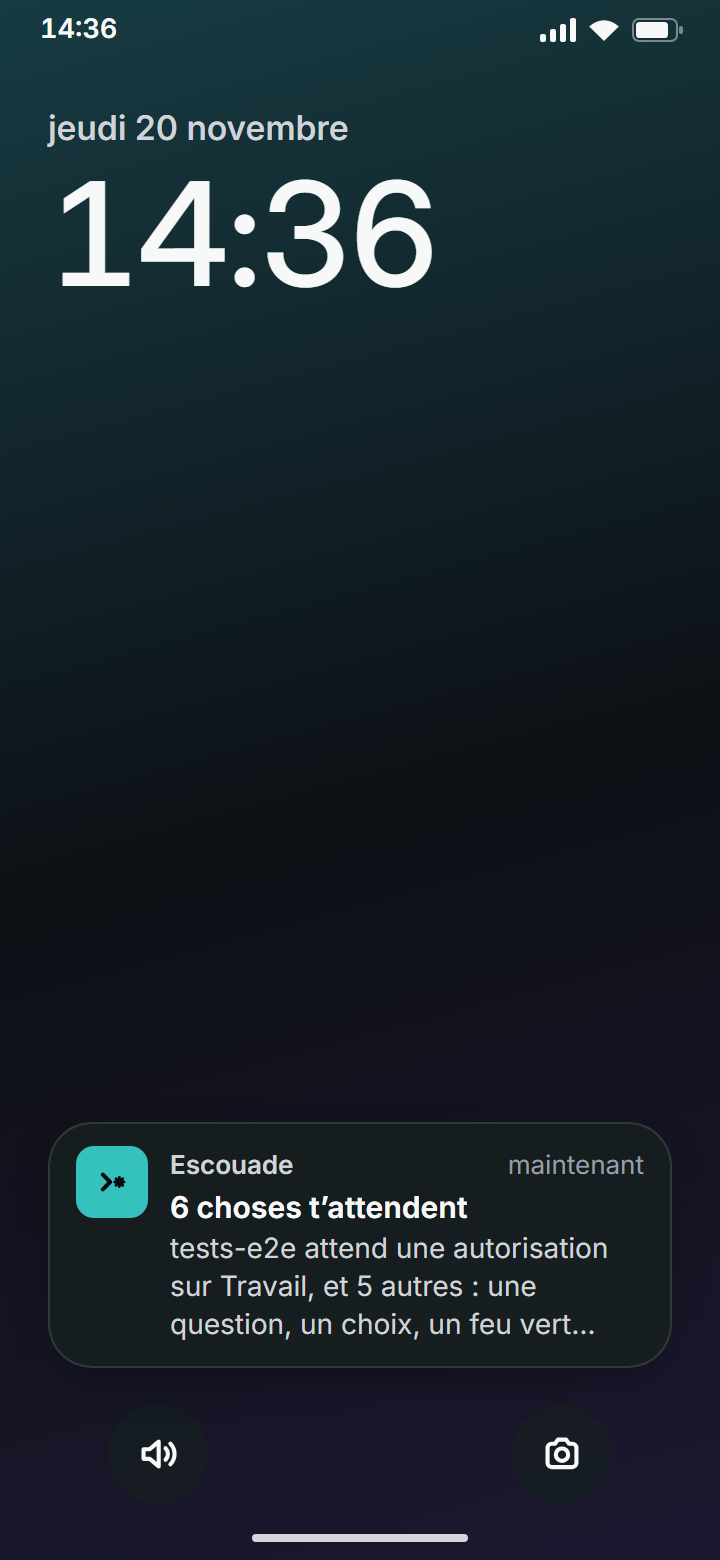 14:36
jeudi 20 novembre
14:36
Escouade
maintenant
6 choses t’attendent
tests-e2e attend une autorisation
sur Travail, et 5 autres : une
question, un choix, un feu vert…